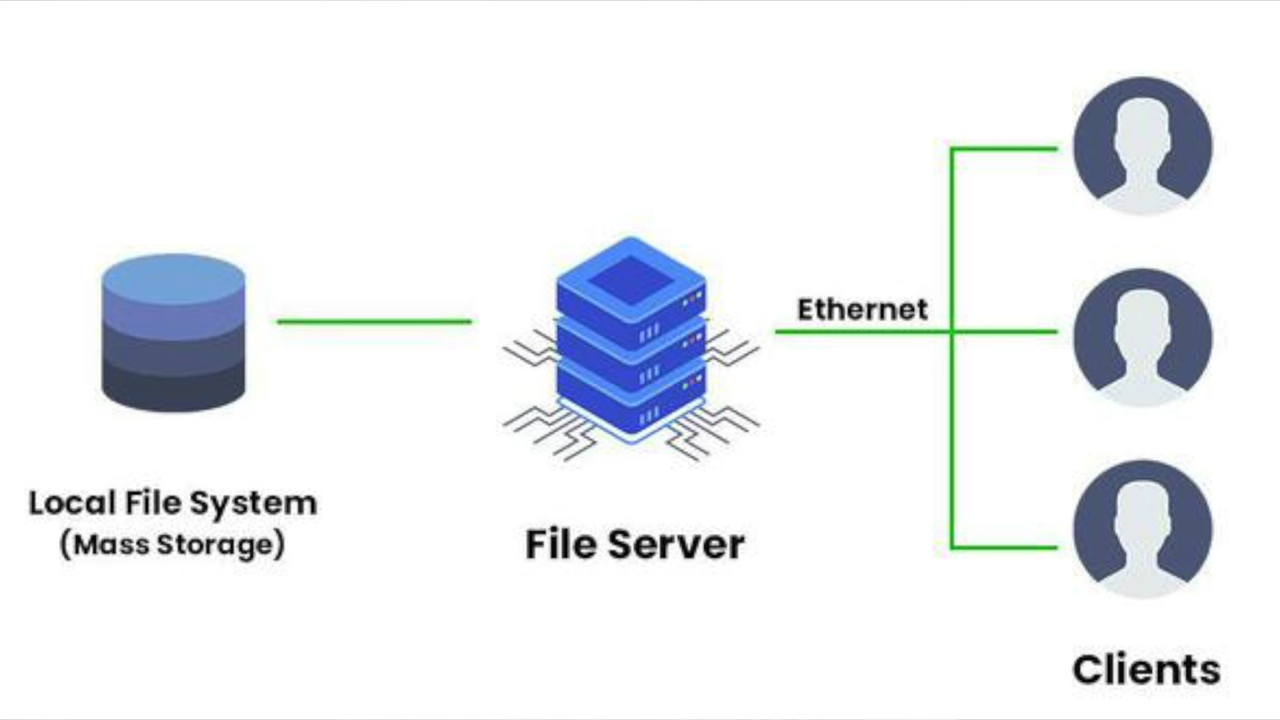 Ethernet
Local File System
(Mass Storage)
File Server
Clients